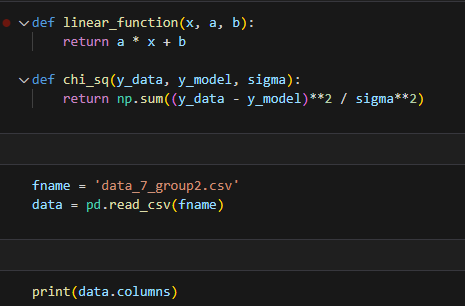 def linear_function(x, a, b):
    return a * x + b
def chi_sq(y_data, y_model, sigma):
    return np.sum((y_data - y_model)**2 / sigma**2)
fname = 'data_7_group2.csv'
data = pd.read_csv(fname)
print(data.columns)